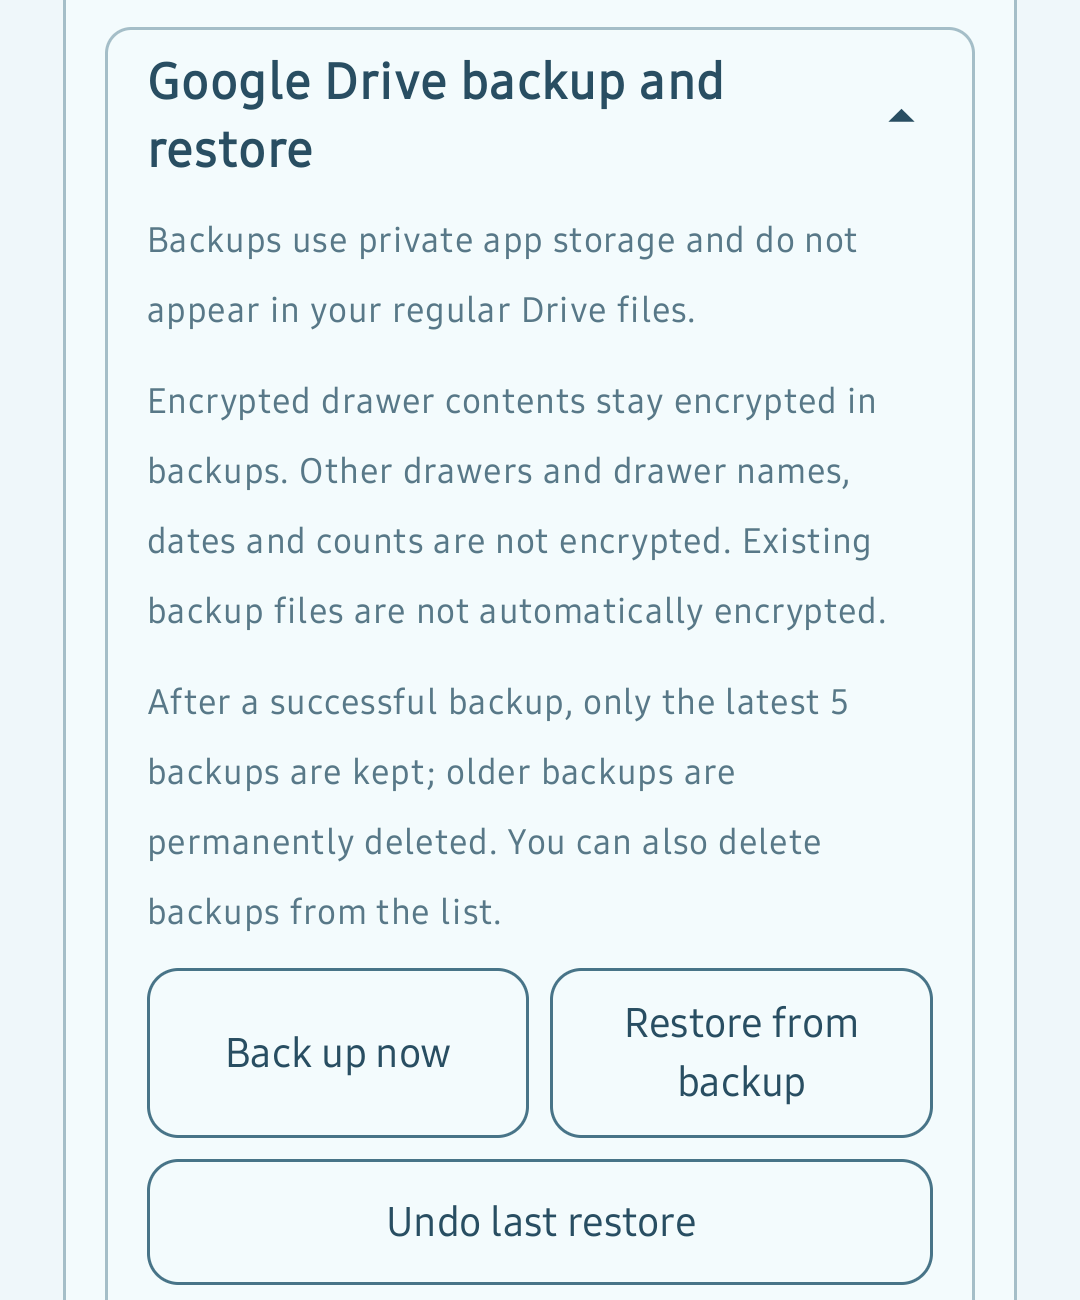 Google Drive backup and
restore
Backups use private app storage and do not
appear in your regular Drive files.
Encrypted drawer contents stay encrypted in
backups. Other drawers and drawer names,
dates and counts are not encrypted. Existing
backup files are not automatically encrypted.
After a successful backup, only the latest 5
backups are kept; older backups are
permanently deleted. You can also delete
backups from the list.
Back up now
Restore from
backup
Undo last restore